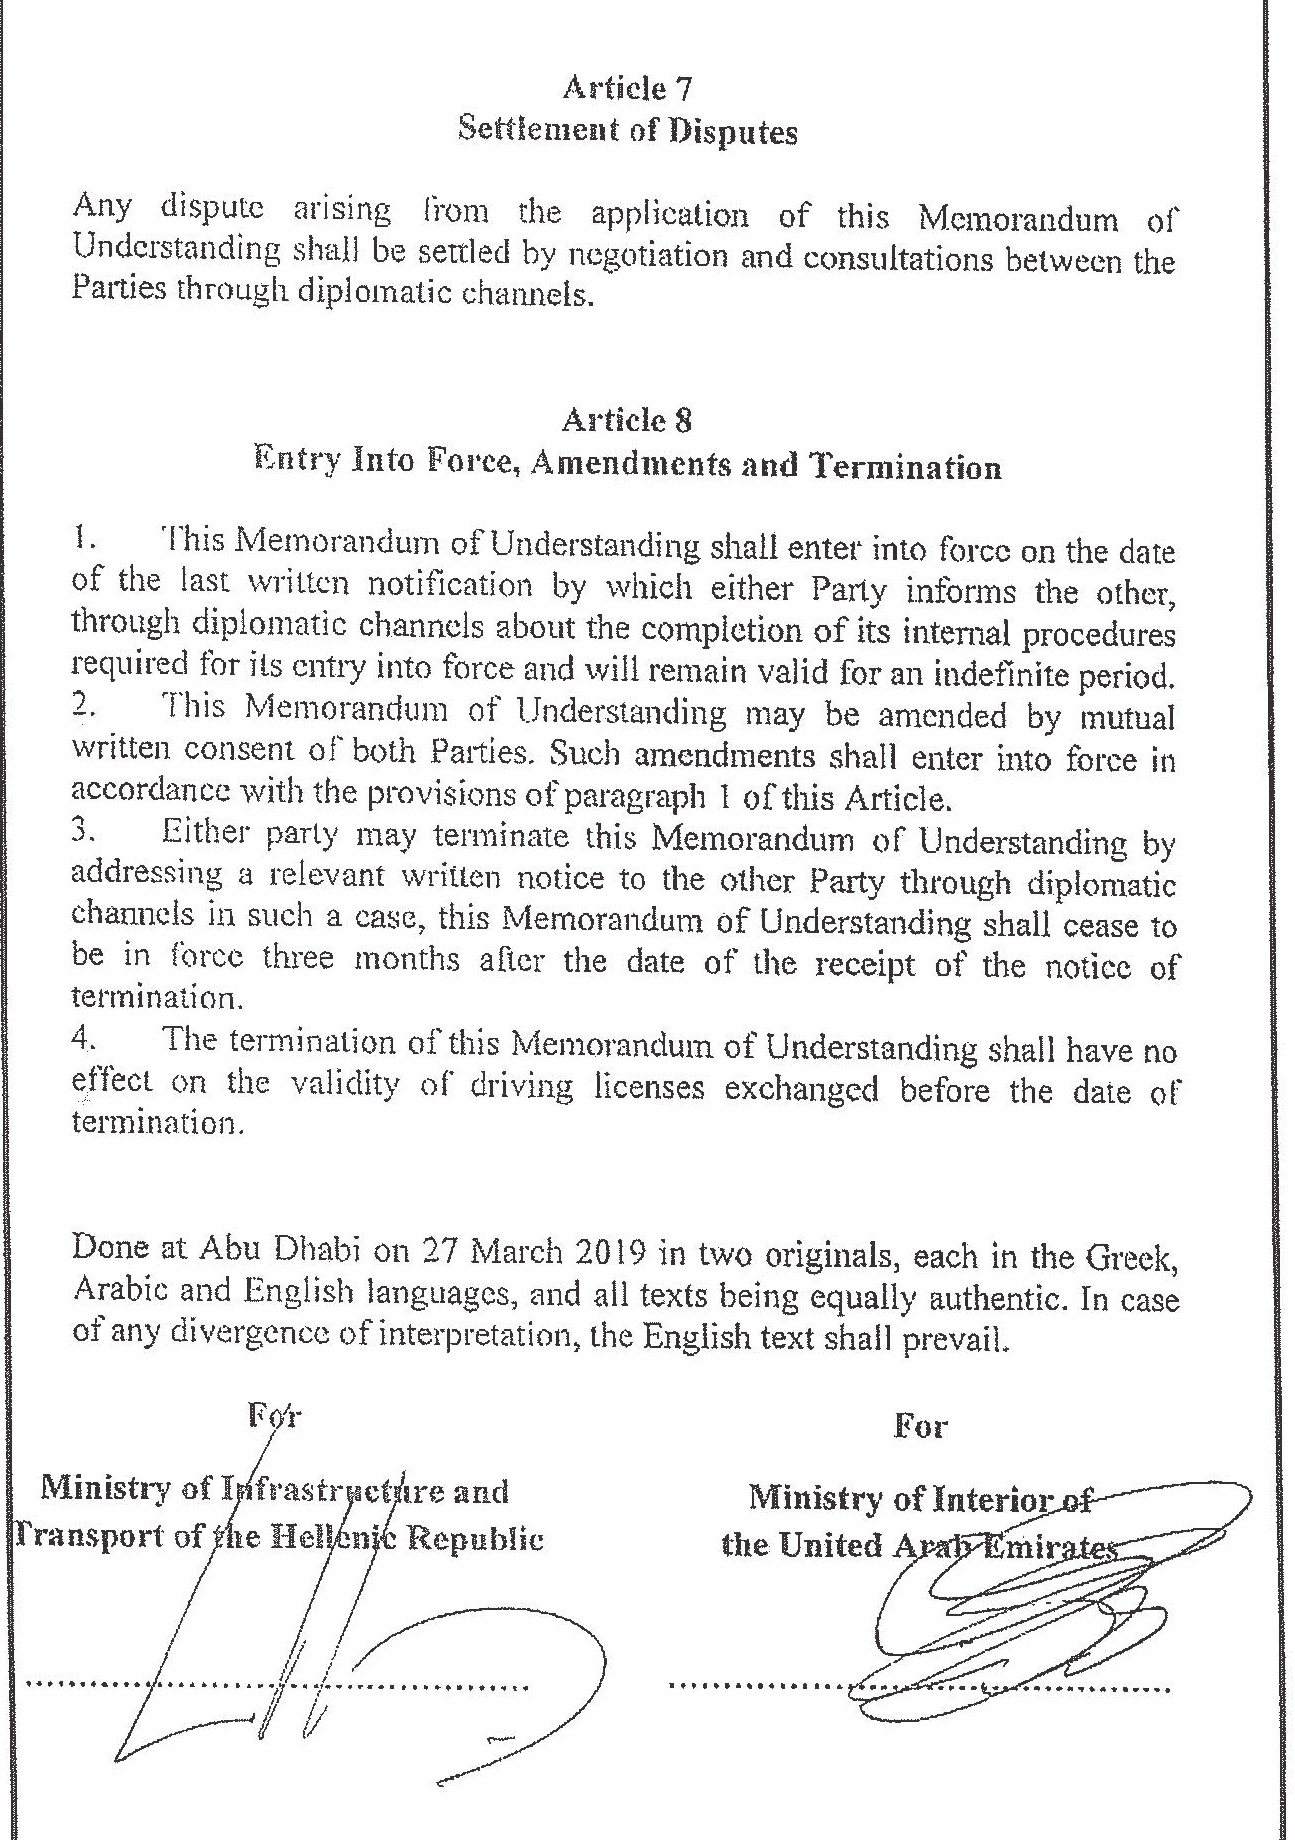 Article 7
Settlement of Disputes
Any dispute arising from the application of this Memorandum of
Understanding shall be settled by negotiation and consultations between the
Parties through diplomatic channels.
Article 8
Entry Into Force, Amendments and Termination
1. This Memorandum of Understanding shall enter into force on the date
of the last written notification by which either Party informs the other,
through diplomatic channels about the completion of its internal procedures
required for its entry into force and will remain valid for an indefinite period.
2. This Memorandum of Understanding may be amended by mutual
written consent of both Parties. Such amendments shall enter into force in
accordance with the provisions of paragraph 1 of this Article.
3. Either party may terminate this Memorandum of Understanding by
addressing a relevant written notice to the other Party through diplomatic
channels in such a case, this Memorandum of Understanding shall cease to
be in force three months after the date of the receipt of the notice of
termination.
4. The termination of this Memorandum of Understanding shall have no
effect on the validity of driving licenses exchanged before the date of
termination.
Done at Abu Dhabi on 27 March 2019 in two originals, each in the Greek,
Arabic and English languages, and all texts being equally authentic. In case
of any divergence of interpretation, the English text shall prevail.
For
Ministry of Infrastructure and
Transport of the Hellenic Republic
For
Ministry of Interior of
the United Arab Emirates